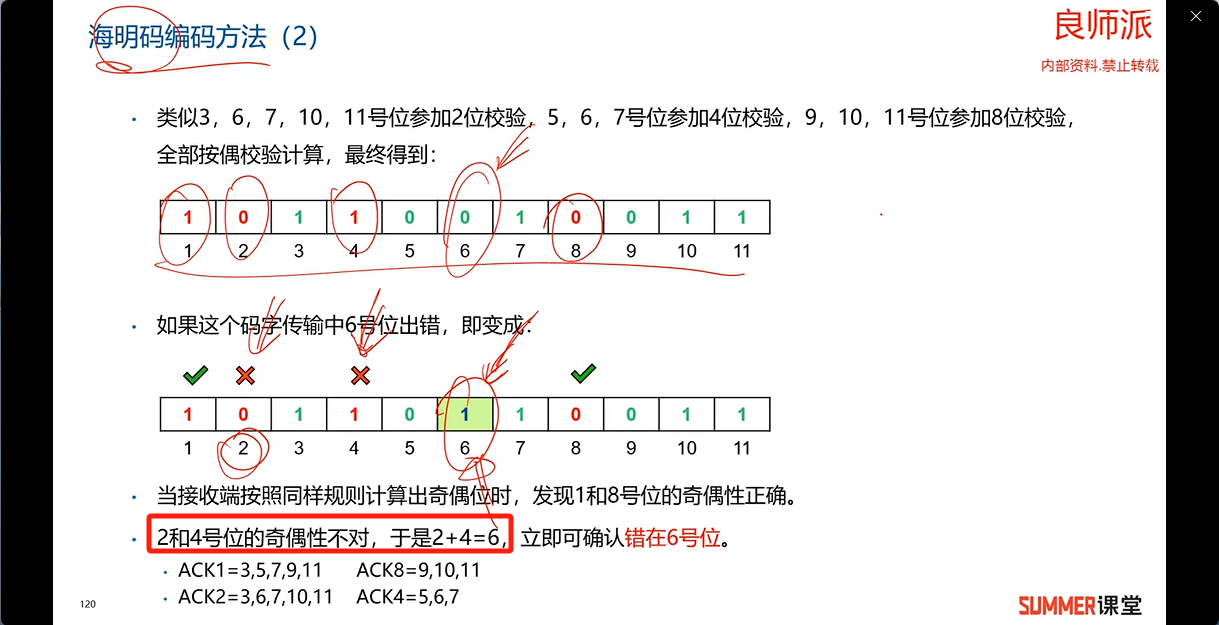 海明码编码方法（2）
良师派
内部资料.禁止转载
• 类似3，6，7，10，11号位参加2位校验，5，6，7号位参加4位校验，9，10，11号位参加8位校验，
全部按偶校验计算，最终得到：
1 0 1 1 0 0 1 0 0 1 1
1 2 3 4 5 6 7 8 9 10 11
• 如果这个码字传输中6号位出错，即变成：
1 0 1 1 0 1 1 0 0 1 1
1 2 3 4 5 6 7 8 9 10 11
• 当接收端按照同样规则计算出奇偶位时，发现1和8号位的奇偶性正确。
• 2和4号位的奇偶性不对，于是2+4=6，立即可确认错在6号位。
• ACK1=3,5,7,9,11 ACK8=9,10,11
• ACK2=3,6,7,10,11 ACK4=5,6,7
120
SUMMER课堂